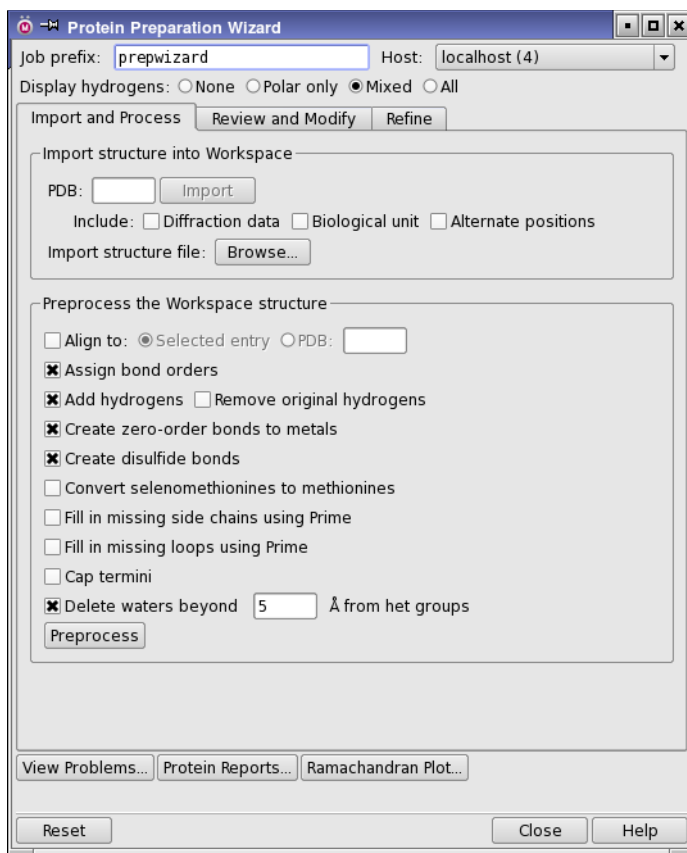 Protein Preparation Wizard
Job prefix: prepwizard Host: localhost (4)
Display hydrogens: None Polar only Mixed All
Import and Process Review and Modify Refine
Import structure into Workspace
PDB: Import
Include: Diffraction data Biological unit Alternate positions
Import structure file: Browse...
Preprocess the Workspace structure
Align to: Selected entry PDB:
Assign bond orders
Add hydrogens Remove original hydrogens
Create zero-order bonds to metals
Create disulfide bonds
Convert selenomethionines to methionines
Fill in missing side chains using Prime
Fill in missing loops using Prime
Cap termini
Delete waters beyond 5 Å from het groups
Preprocess
View Problems... Protein Reports... Ramachandran Plot...
Reset Close Help